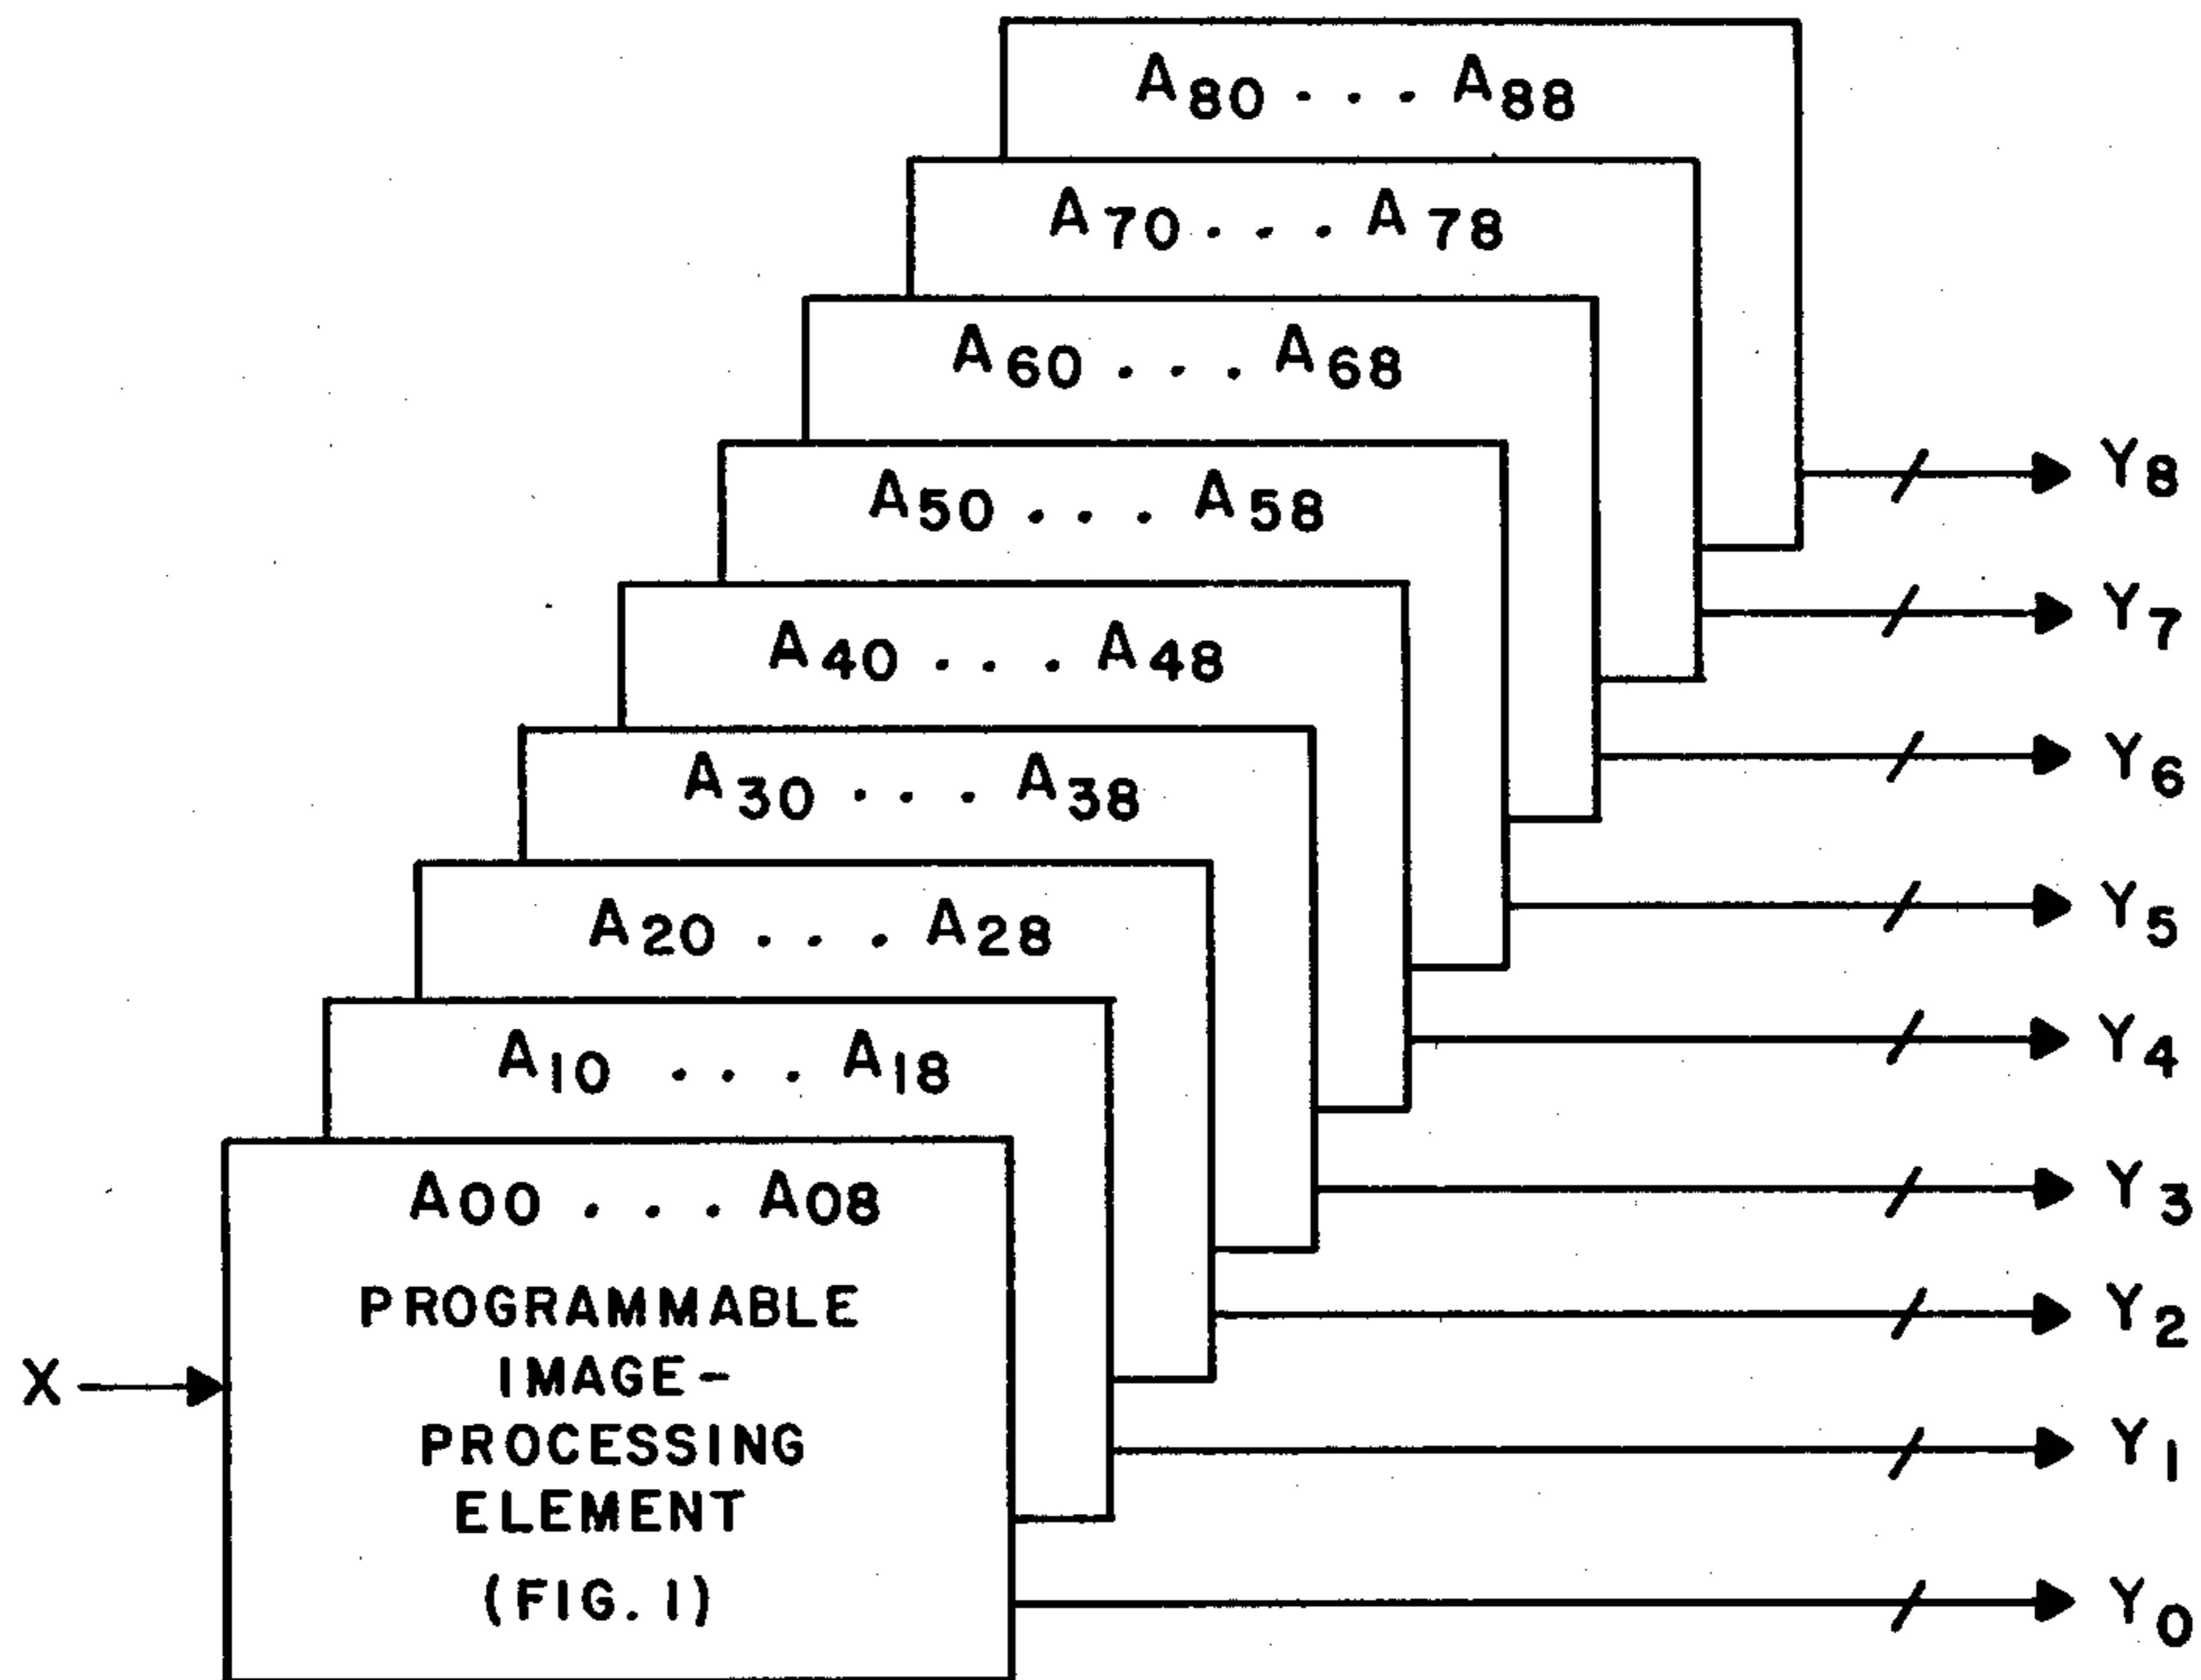 A80 . . . A88
A70 . . . A78
A60 . . . A68
A50 . . . A58
A40 . . . A48
A30 . . . A38
A20 . . . A28
A10 . . . A18
A00 . . . A08
PROGRAMMABLE
IMAGE-
PROCESSING
ELEMENT
(FIG. 1)
X
Y8
Y7
Y6
Y5
Y4
Y3
Y2
Y1
Y0